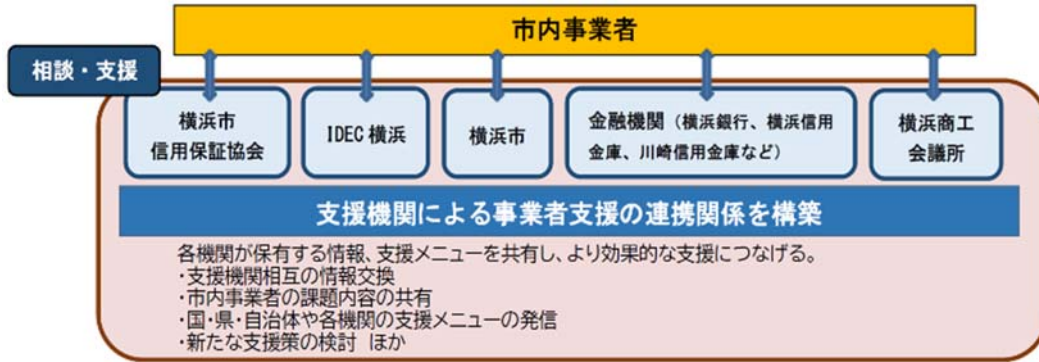 市内事業者
相談・支援
横浜市
信用保証協会
IDEC 横浜
横浜市
金融機関（横浜銀行、横浜信用
金庫、川崎信用金庫など）
横浜商工
会議所
支援機関による事業者支援の連携関係を構築
各機関が保有する情報、支援メニューを共有し、より効果的な支援につなげる。
・支援機関相互の情報交換
・市内事業者の課題内容の共有
・国・県・自治体や各機関の支援メニューの発信
・新たな支援策の検討 ほか